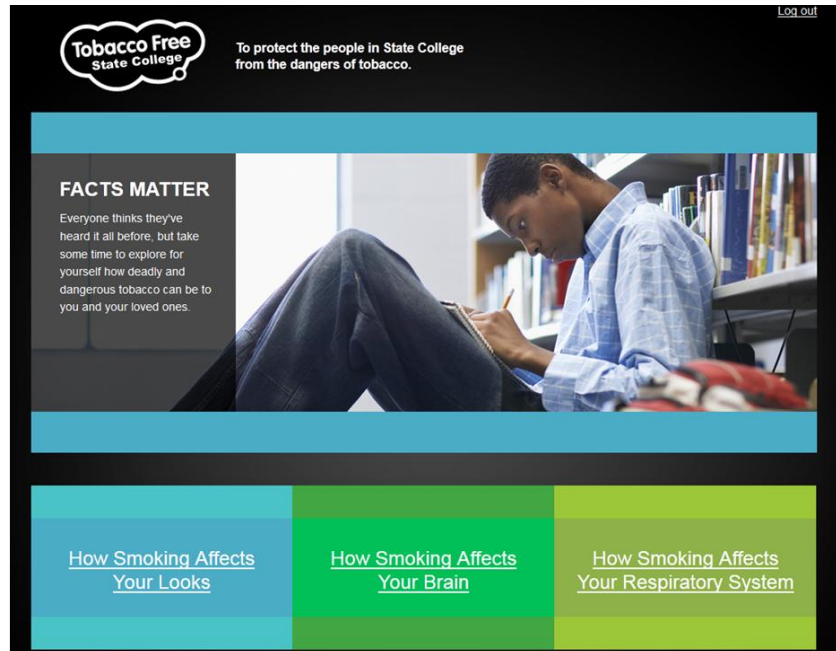 Log out
Tobacco Free
State College
To protect the people in State College
from the dangers of tobacco.
FACTS MATTER
Everyone thinks they've
heard it all before, but take
some time to explore for
yourself how deadly and
dangerous tobacco can be to
you and your loved ones.
How Smoking Affects
Your Looks
How Smoking Affects
Your Brain
How Smoking Affects
Your Respiratory System